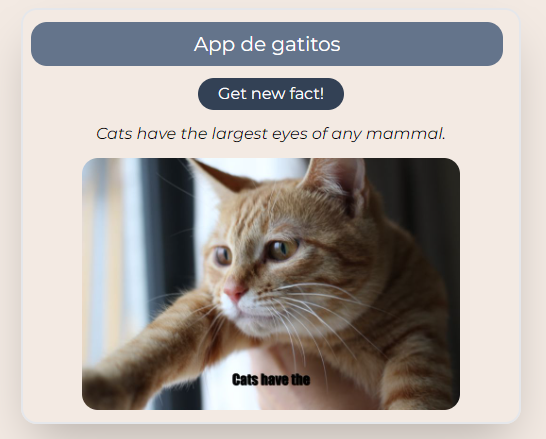 App de gatitos
Get new fact!
Cats have the largest eyes of any mammal.
Cats have the